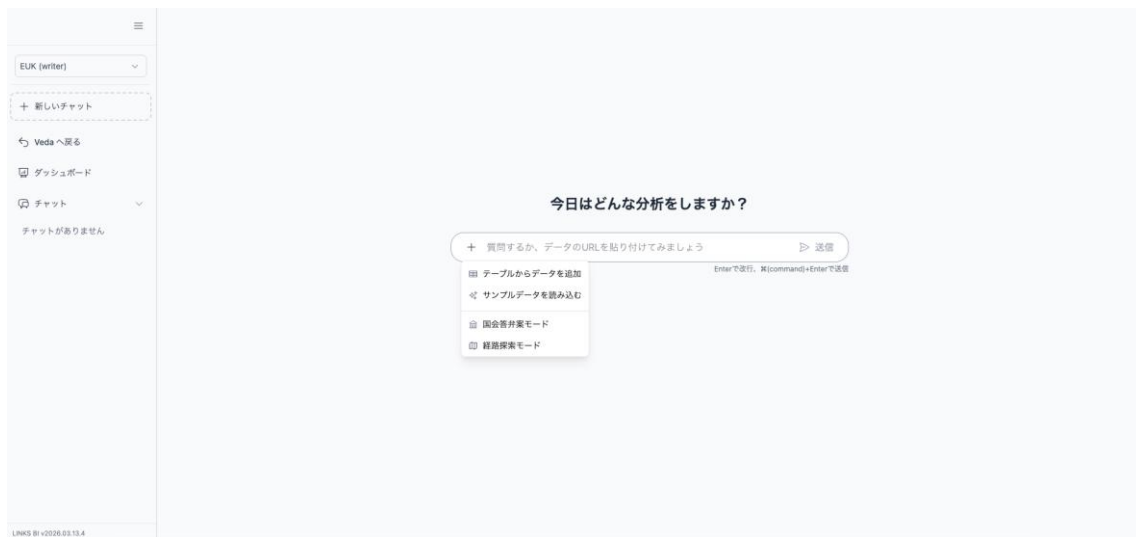 EUK (writer)
+ 新しいチャット
Veda へ戻る
ダッシュボード
チャット
チャットがありません
LINKS BI v2026.03.13.4
今日はどんな分析をしますか？
+ 質問するか、データのURLを貼り付けてみましょう 送信
Enterで改行、⌘(command)+Enterで送信
テーブルからデータを追加
サンプルデータを読み込む
国会答弁案モード
経路探索モード